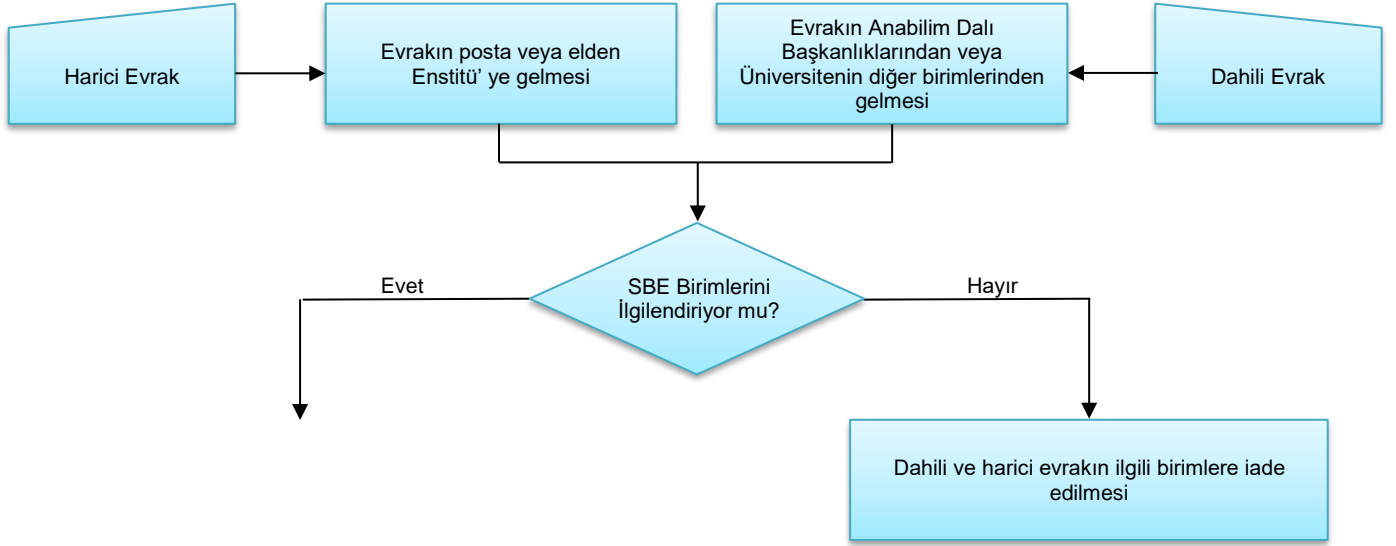 Harici Evrak
Evrakın posta veya elden
Enstitü’ ye gelmesi
Evrakın Anabilim Dalı
Başkanlıklarından veya
Üniversitenin diğer birimlerinden
gelmesi
Dahili Evrak
Evet
SBE Birimlerini
İlgilendiriyor mu?
Hayır
Dahili ve harici evrakın ilgili birimlere iade
edilmesi